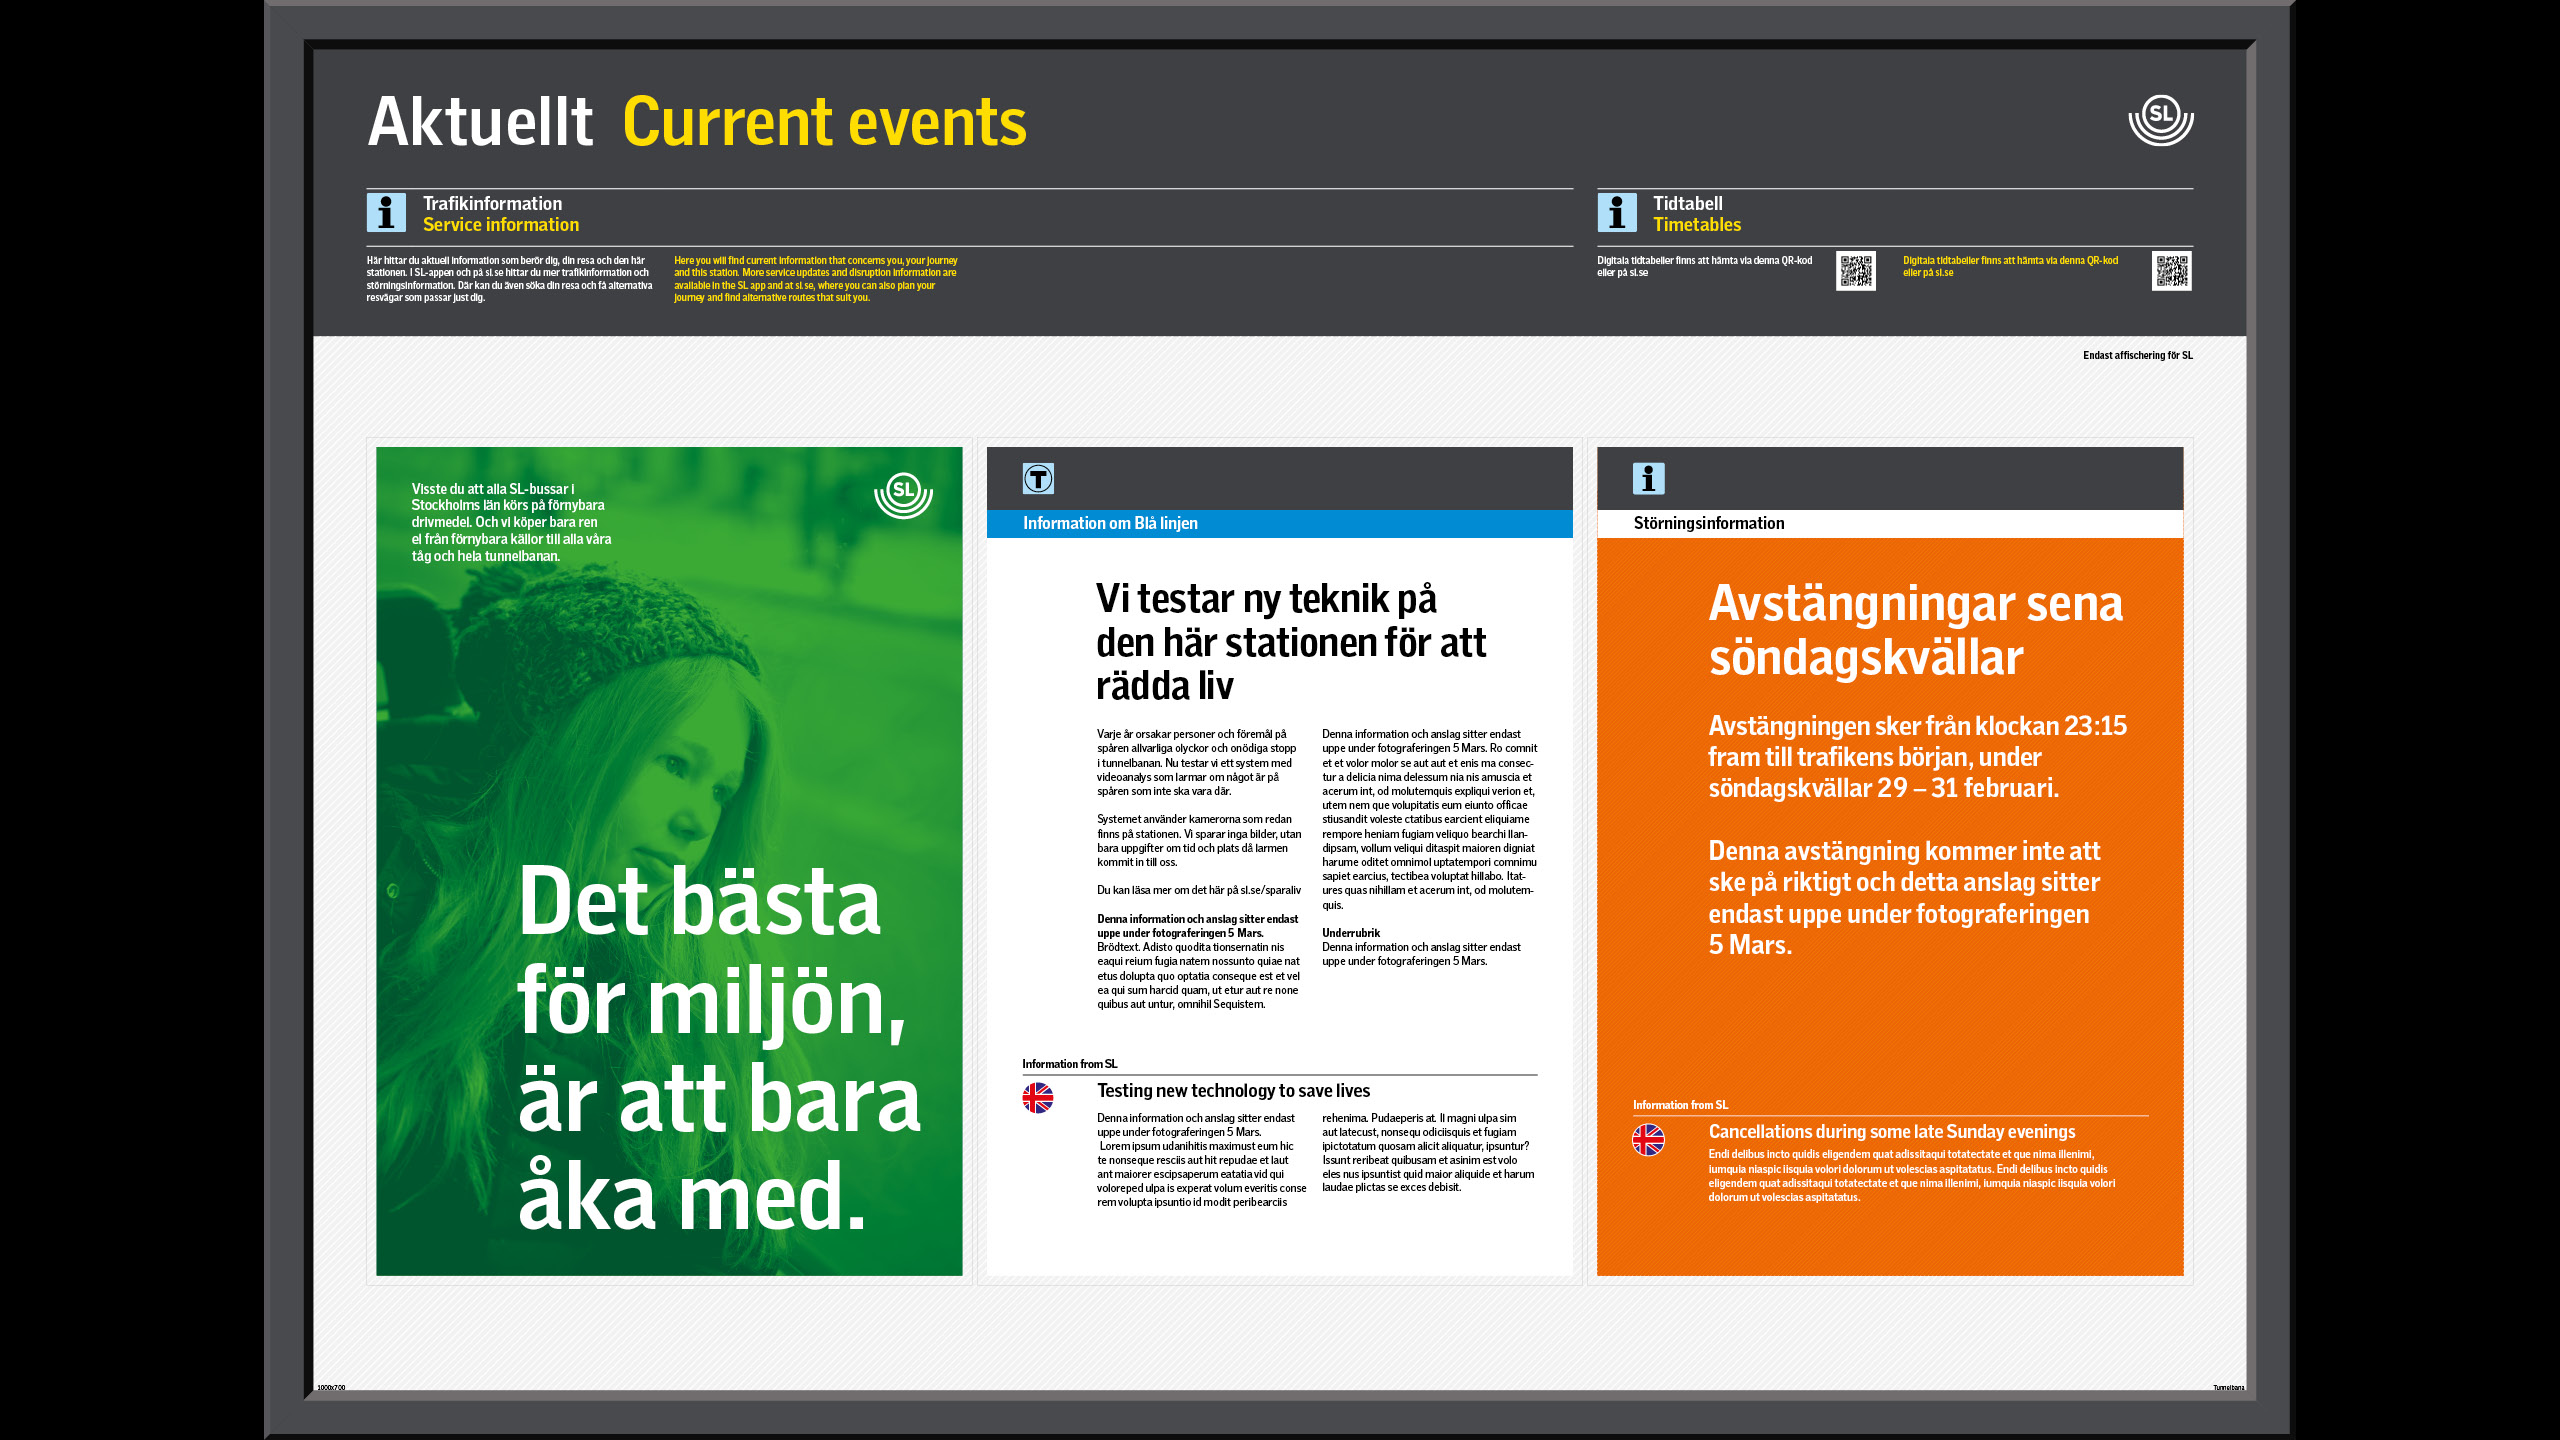 Aktuellt Current events
SL
Trafikinformation
Service information
Här hittar du aktuell information som berör dig, din resa och den här
stationen. I SL-appen och på sl.se hittar du mer trafikinformation och
störningsinformation. Där kan du även söka din resa och få alternativa
resvägar som passar just dig.
Here you will find current information that concerns you, your journey
and this station. More service updates and disruption information are
available in the SL app and at sl.se, where you can also plan your
journey and find alternative routes that suit you.
Tidtabell
Timetables
Digitala tidtabeller finns att hämta via denna QR-kod
eller på sl.se
Digitala tidtabeller finns att hämta via denna QR-kod
eller på sl.se
Endast affischering för SL
Visste du att alla SL-bussar i
Stockholms län körs på förnybara
drivmedel. Och vi köper bara ren
el från förnybara källor till alla våra
tåg och hela tunnelbanan.
SL
Det bästa
för miljön,
är att bara
åka med.
T
Information om Blå linjen
Vi testar ny teknik på
den här stationen för att
rädda liv
Varje år orsakar personer och föremål på
spåren allvarliga olyckor och onödiga stopp
i tunnelbanan. Nu testar vi ett system med
videoanalys som larmar om något är på
spåren som inte ska vara där.
Systemet använder kamerorna som redan
finns på stationen. Vi sparar inga bilder, utan
bara uppgifter om tid och plats då larmen
kommit in till oss.
Du kan läsa mer om det här på sl.se/sparaliv
Denna information och anslag sitter endast
uppe under fotograferingen 5 Mars.
Brödtext. Adisto quodita tionsernatin nis
eaqui reium fugia natem nossunto quiae nat
etus dolupta quo optatia conseque est et vel
ea qui sum harcid quam, ut etur aut re none
quibus aut untur, omnihil Sequistem.
Denna information och anslag sitter endast
uppe under fotograferingen 5 Mars. Ro comnit
et et volor molor se aut aut et enis ma consec-
tur a delicia nima delessum nia nis amuscia et
acerum int, od molutemquis expliqui verion et,
utem nem que volupitatis eum eiunto officae
stiusandit voleste ctatibus earcient eliquiame
rempore heniam fugiam veliquo bearchi llan-
dipsam, vollum veliqui ditaspit maioren digniat
harume oditet omnimol uptatempori comnimu
sapiet earcius, tectibea voluptat hillabo. Itat-
ures quas nihillam et acerum int, od molutem-
quis.
Underrubrik
Denna information och anslag sitter endast
uppe under fotograferingen 5 Mars.
Information from SL
Testing new technology to save lives
Denna information och anslag sitter endast
uppe under fotograferingen 5 Mars.
Lorem ipsum udanihitis maximust eum hic
te nonseque resciis aut hit repudae et laut
ant maiorer escipsaperum eatatia vid qui
voloreped ulpa is experat volum everitis conse
rem volupta ipsuntio id modit peribearciis
rehenima. Pudaeperis at. Il magni ulpa sim
aut latecust, nonsequ odiciisquis et fugiam
ipictotatum quosam alicit aliquatur, ipsuntur?
Issunt reribeat quibusam et asinim est volo
eles nus ipsuntist quid maior aliquide et harum
laudae plictas se exces debisit.
Störningsinformation
Avstängningar sena
söndagskvällar
Avstängningen sker från klockan 23:15
fram till trafikens början, under
söndagskvällar 29 – 31 februari.
Denna avstängning kommer inte att
ske på riktigt och detta anslag sitter
endast uppe under fotograferingen
5 Mars.
Information from SL
Cancellations during some late Sunday evenings
Endi delibus incto quidis eligendem quat adissitaqui totatectate et que nima illenimi,
iumquia niaspic iisquia volori dolorum ut volescias aspitatatus. Endi delibus incto quidis
eligendem quat adissitaqui totatectate et que nima illenimi, iumquia niaspic iisquia volori
dolorum ut volescias aspitatatus.
1000x700
Tunnelbana